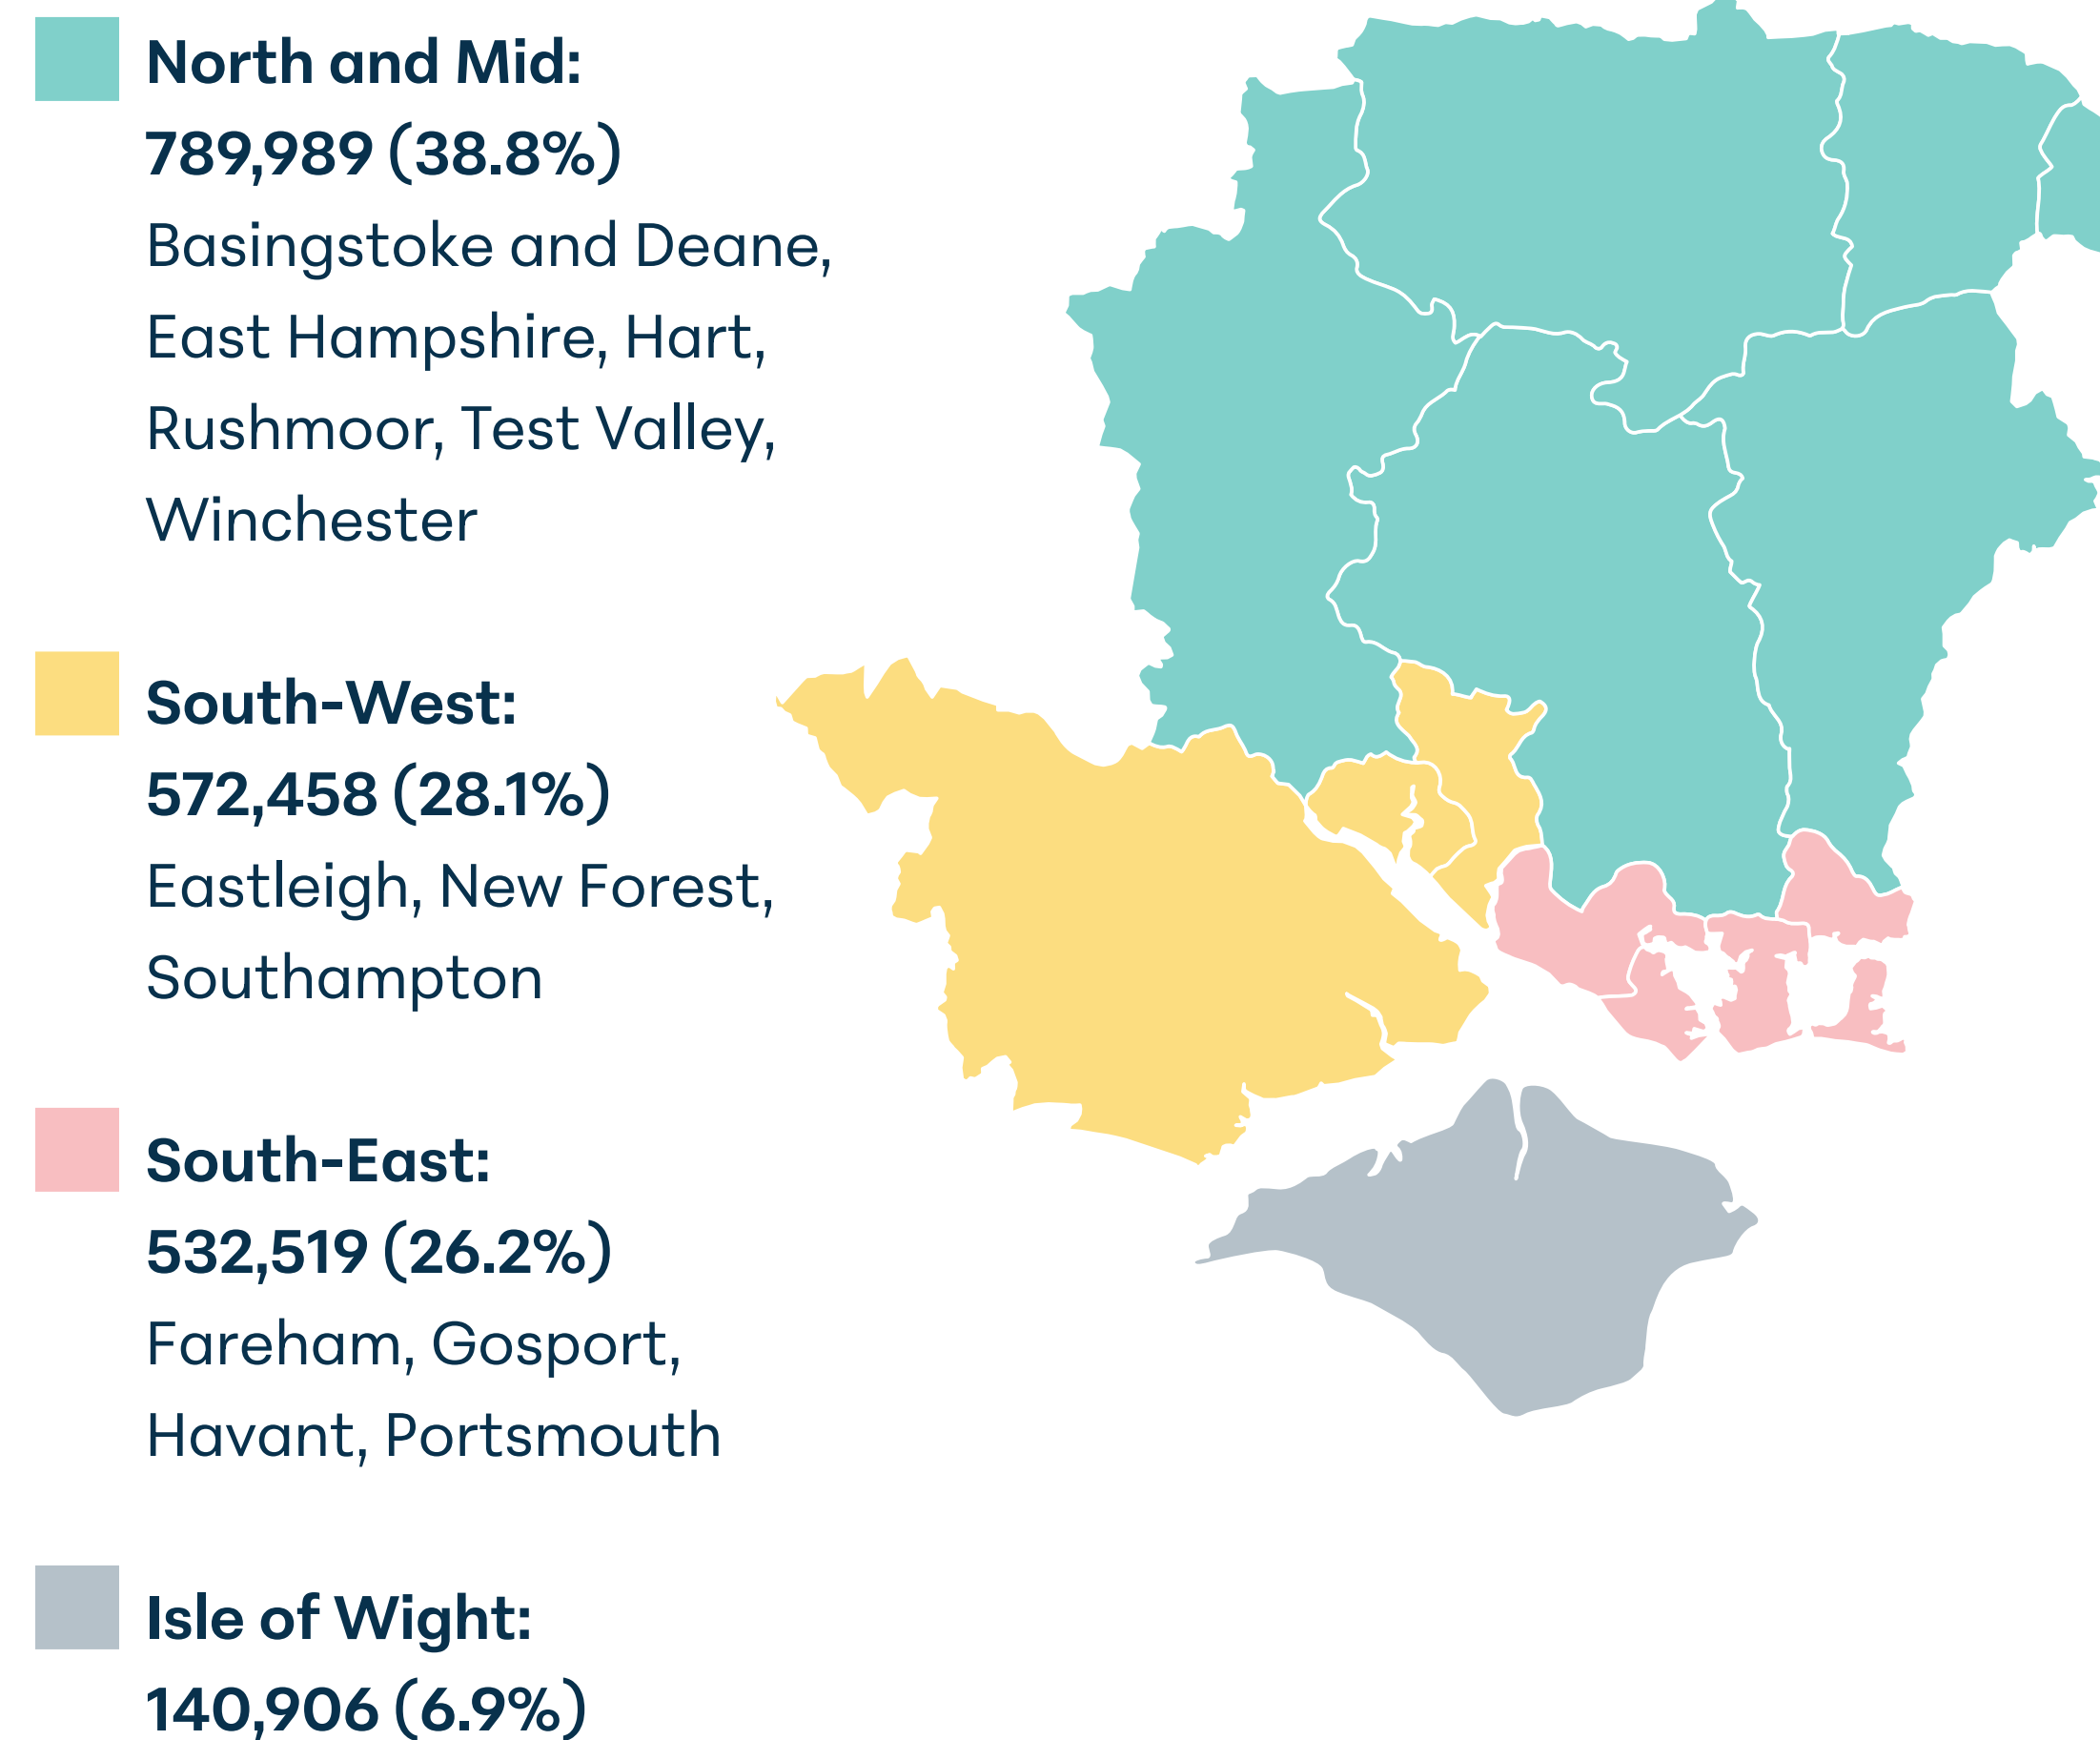 North and Mid:
789,989 (38.8%)
Basingstoke and Deane,
East Hampshire, Hart,
Rushmoor, Test Valley,
Winchester
South-West:
572,458 (28.1%)
Eastleigh, New Forest,
Southampton
South-East:
532,519 (26.2%)
Fareham, Gosport,
Havant, Portsmouth
Isle of Wight:
140,906 (6.9%)